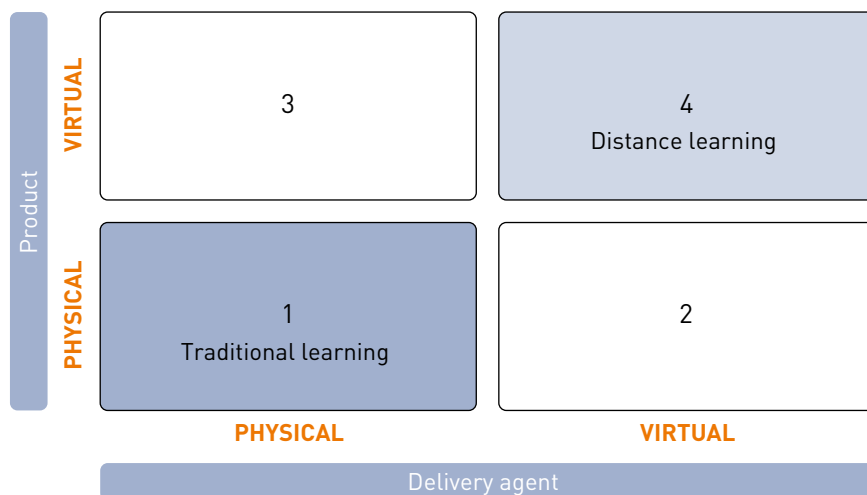 Product
VIRTUAL
3
4
Distance learning
PHYSICAL
1
Traditional learning
2
PHYSICAL
VIRTUAL
Delivery agent